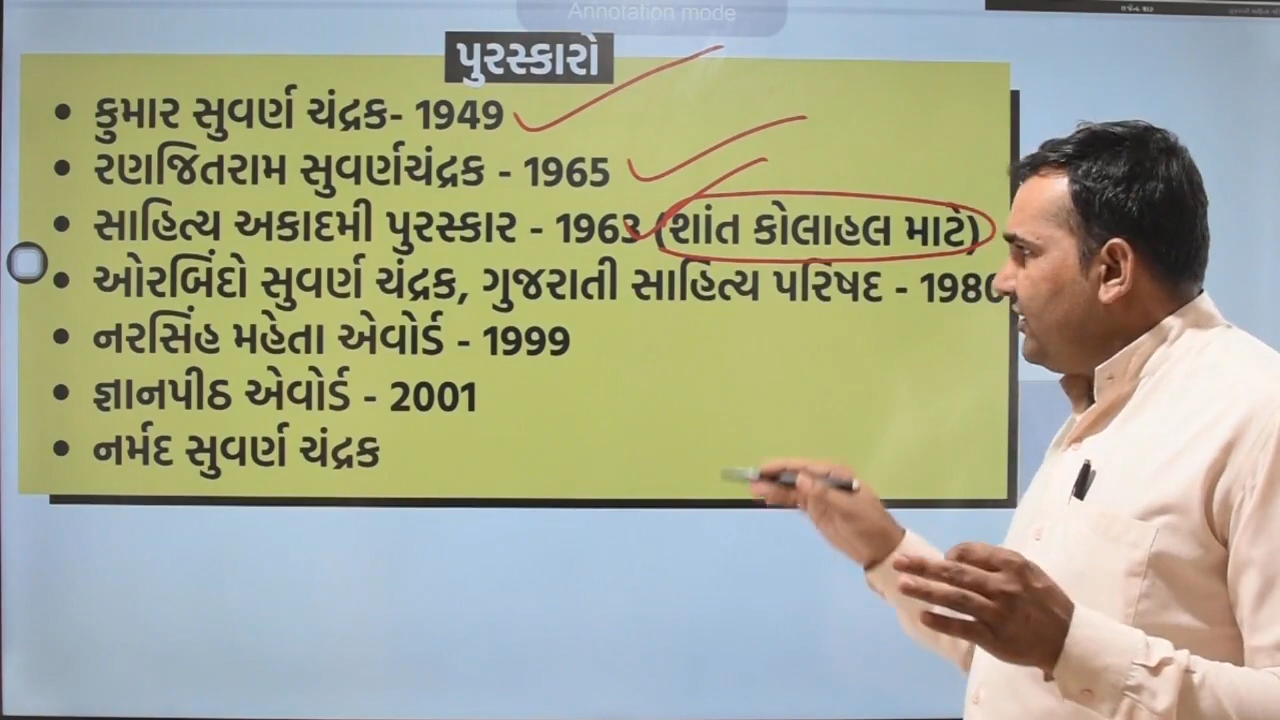 Annotation mode
પુરસ્કારો
• કુમાર સુવર્ણ ચંદ્રક- 1949
• રણજિતરામ સુવર્ણચંદ્રક - 1965
• સાહિત્ય અકાદમી પુરસ્કાર - 1963 (શાંત કોલાહલ માટે)
• ઓરબિંદો સુવર્ણ ચંદ્રક, ગુજરાતી સાહિત્ય પરિષદ - 1980
• નરસિંહ મહેતા એવોર્ડ - 1999
• જ્ઞાનપીઠ એવોર્ડ - 2001
• નર્મદ સુવર્ણ ચંદ્રક